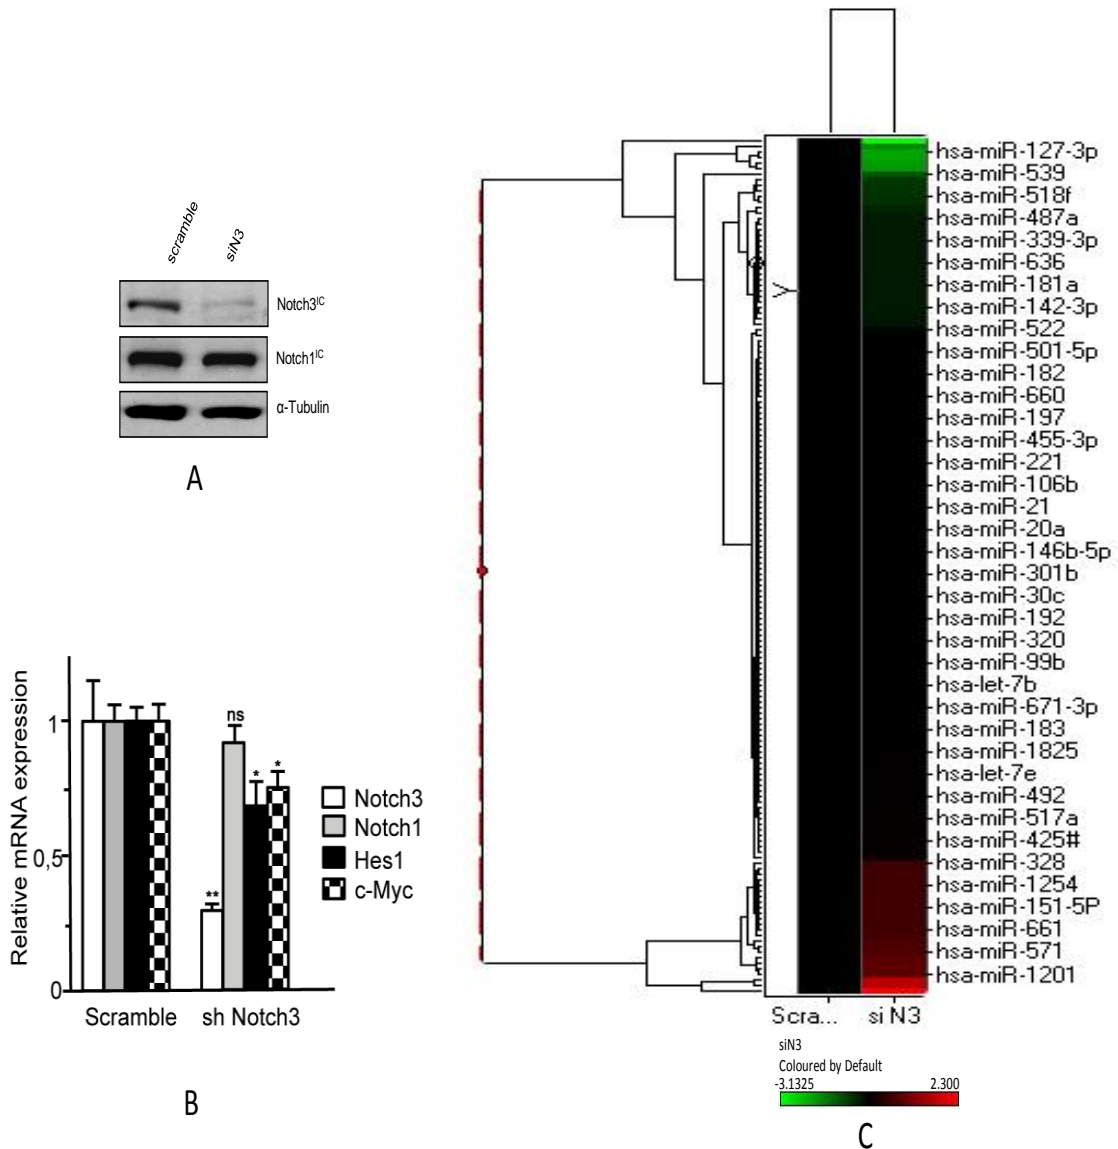 scramble
siN3
Notch3IC
Notch1IC
α-Tubulin
A
Relative mRNA expression
1
0,5
0
ns
*
*
**
Scramble
sh Notch3
Notch3
Notch1
Hes1
c-Myc
B
hsa-miR-127-3p
hsa-miR-539
hsa-miR-518f
hsa-miR-487a
hsa-miR-339-3p
hsa-miR-636
hsa-miR-181a
hsa-miR-142-3p
hsa-miR-522
hsa-miR-501-5p
hsa-miR-182
hsa-miR-660
hsa-miR-197
hsa-miR-455-3p
hsa-miR-221
hsa-miR-106b
hsa-miR-21
hsa-miR-20a
hsa-miR-146b-5p
hsa-miR-301b
hsa-miR-30c
hsa-miR-192
hsa-miR-320
hsa-miR-99b
hsa-let-7b
hsa-miR-671-3p
hsa-miR-183
hsa-miR-1825
hsa-let-7e
hsa-miR-492
hsa-miR-517a
hsa-miR-425#
hsa-miR-328
hsa-miR-1254
hsa-miR-151-5P
hsa-miR-661
hsa-miR-571
hsa-miR-1201
Scra... si N3
siN3
Coloured by Default
-3.1325 2.300
C